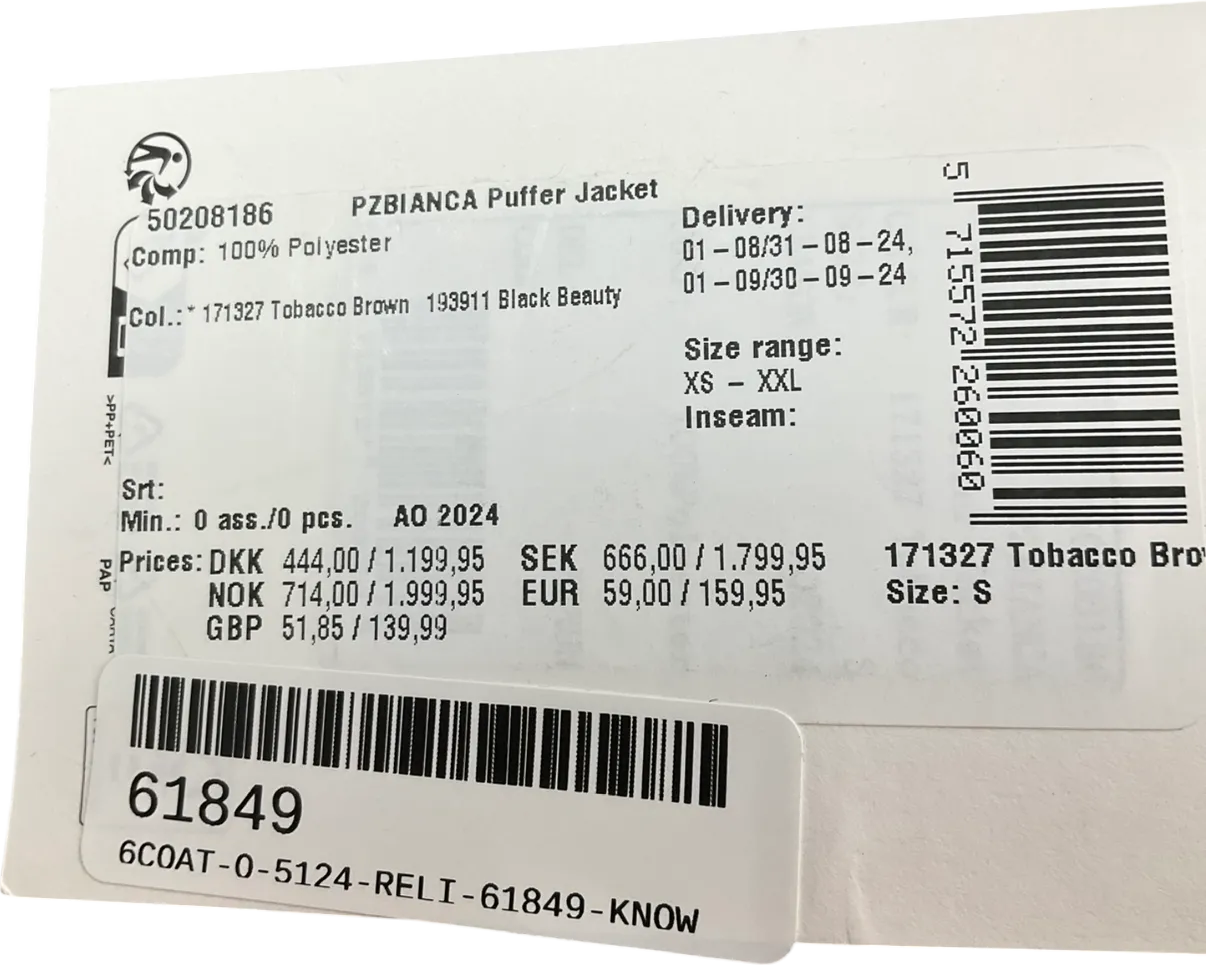 50208186 PZBIANCA Puffer Jacket
Comp: 100% Polyester
Col.:* 171327 Tobacco Brown 193911 Black Beauty
Delivery:
01-08/31-08-24,
01-09/30-09-24
Size range:
XS - XXL
Inseam:
5 715572 260060
>PP+PET<
PAP
Srt:
Min.: 0 ass./0 pcs. AO 2024
Prices: DKK 444,00 / 1.199,95 SEK 666,00 / 1.799,95
NOK 714,00 / 1.999,95 EUR 59,00 / 159,95
GBP 51,85 / 139,99
171327 Tobacco Bro
Size: S
61849
6COAT-0-5124-RELI-61849-KNOW